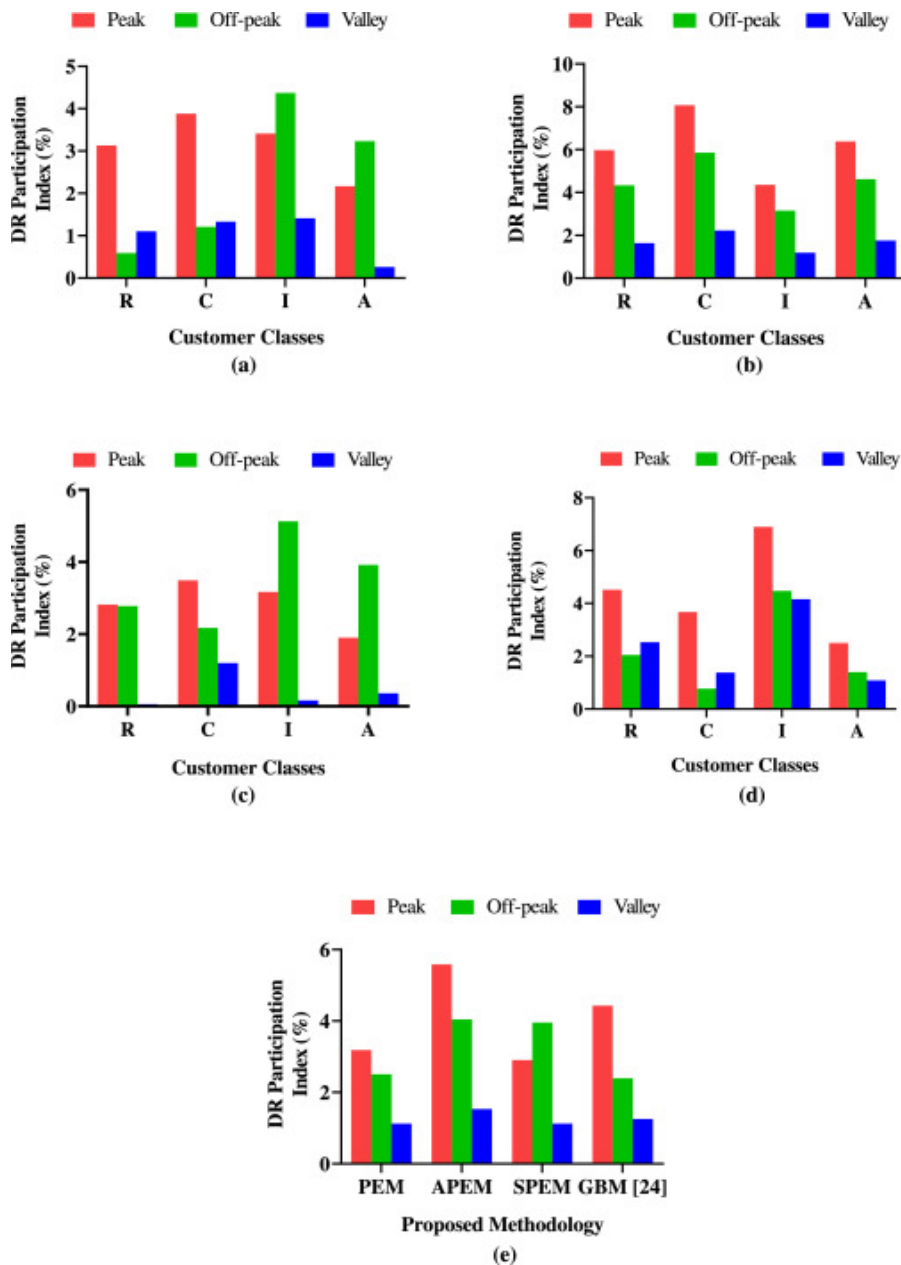 Peak Off-peak Valley
5
4
3
2
1
0
DR Participation
Index (%)
R C I A
Customer Classes
(a)
Peak Off-peak Valley
10
8
6
4
2
0
DR Participation
Index (%)
R C I A
Customer Classes
(b)
Peak Off-peak Valley
6
4
2
0
DR Participation
Index (%)
R C I A
Customer Classes
(c)
Peak Off-peak Valley
8
6
4
2
0
DR Participation
Index (%)
R C I A
Customer Classes
(d)
Peak Off-peak Valley
6
4
2
0
DR Participation
Index (%)
PEM APEM SPEM GBM [24]
Proposed Methodology
(e)